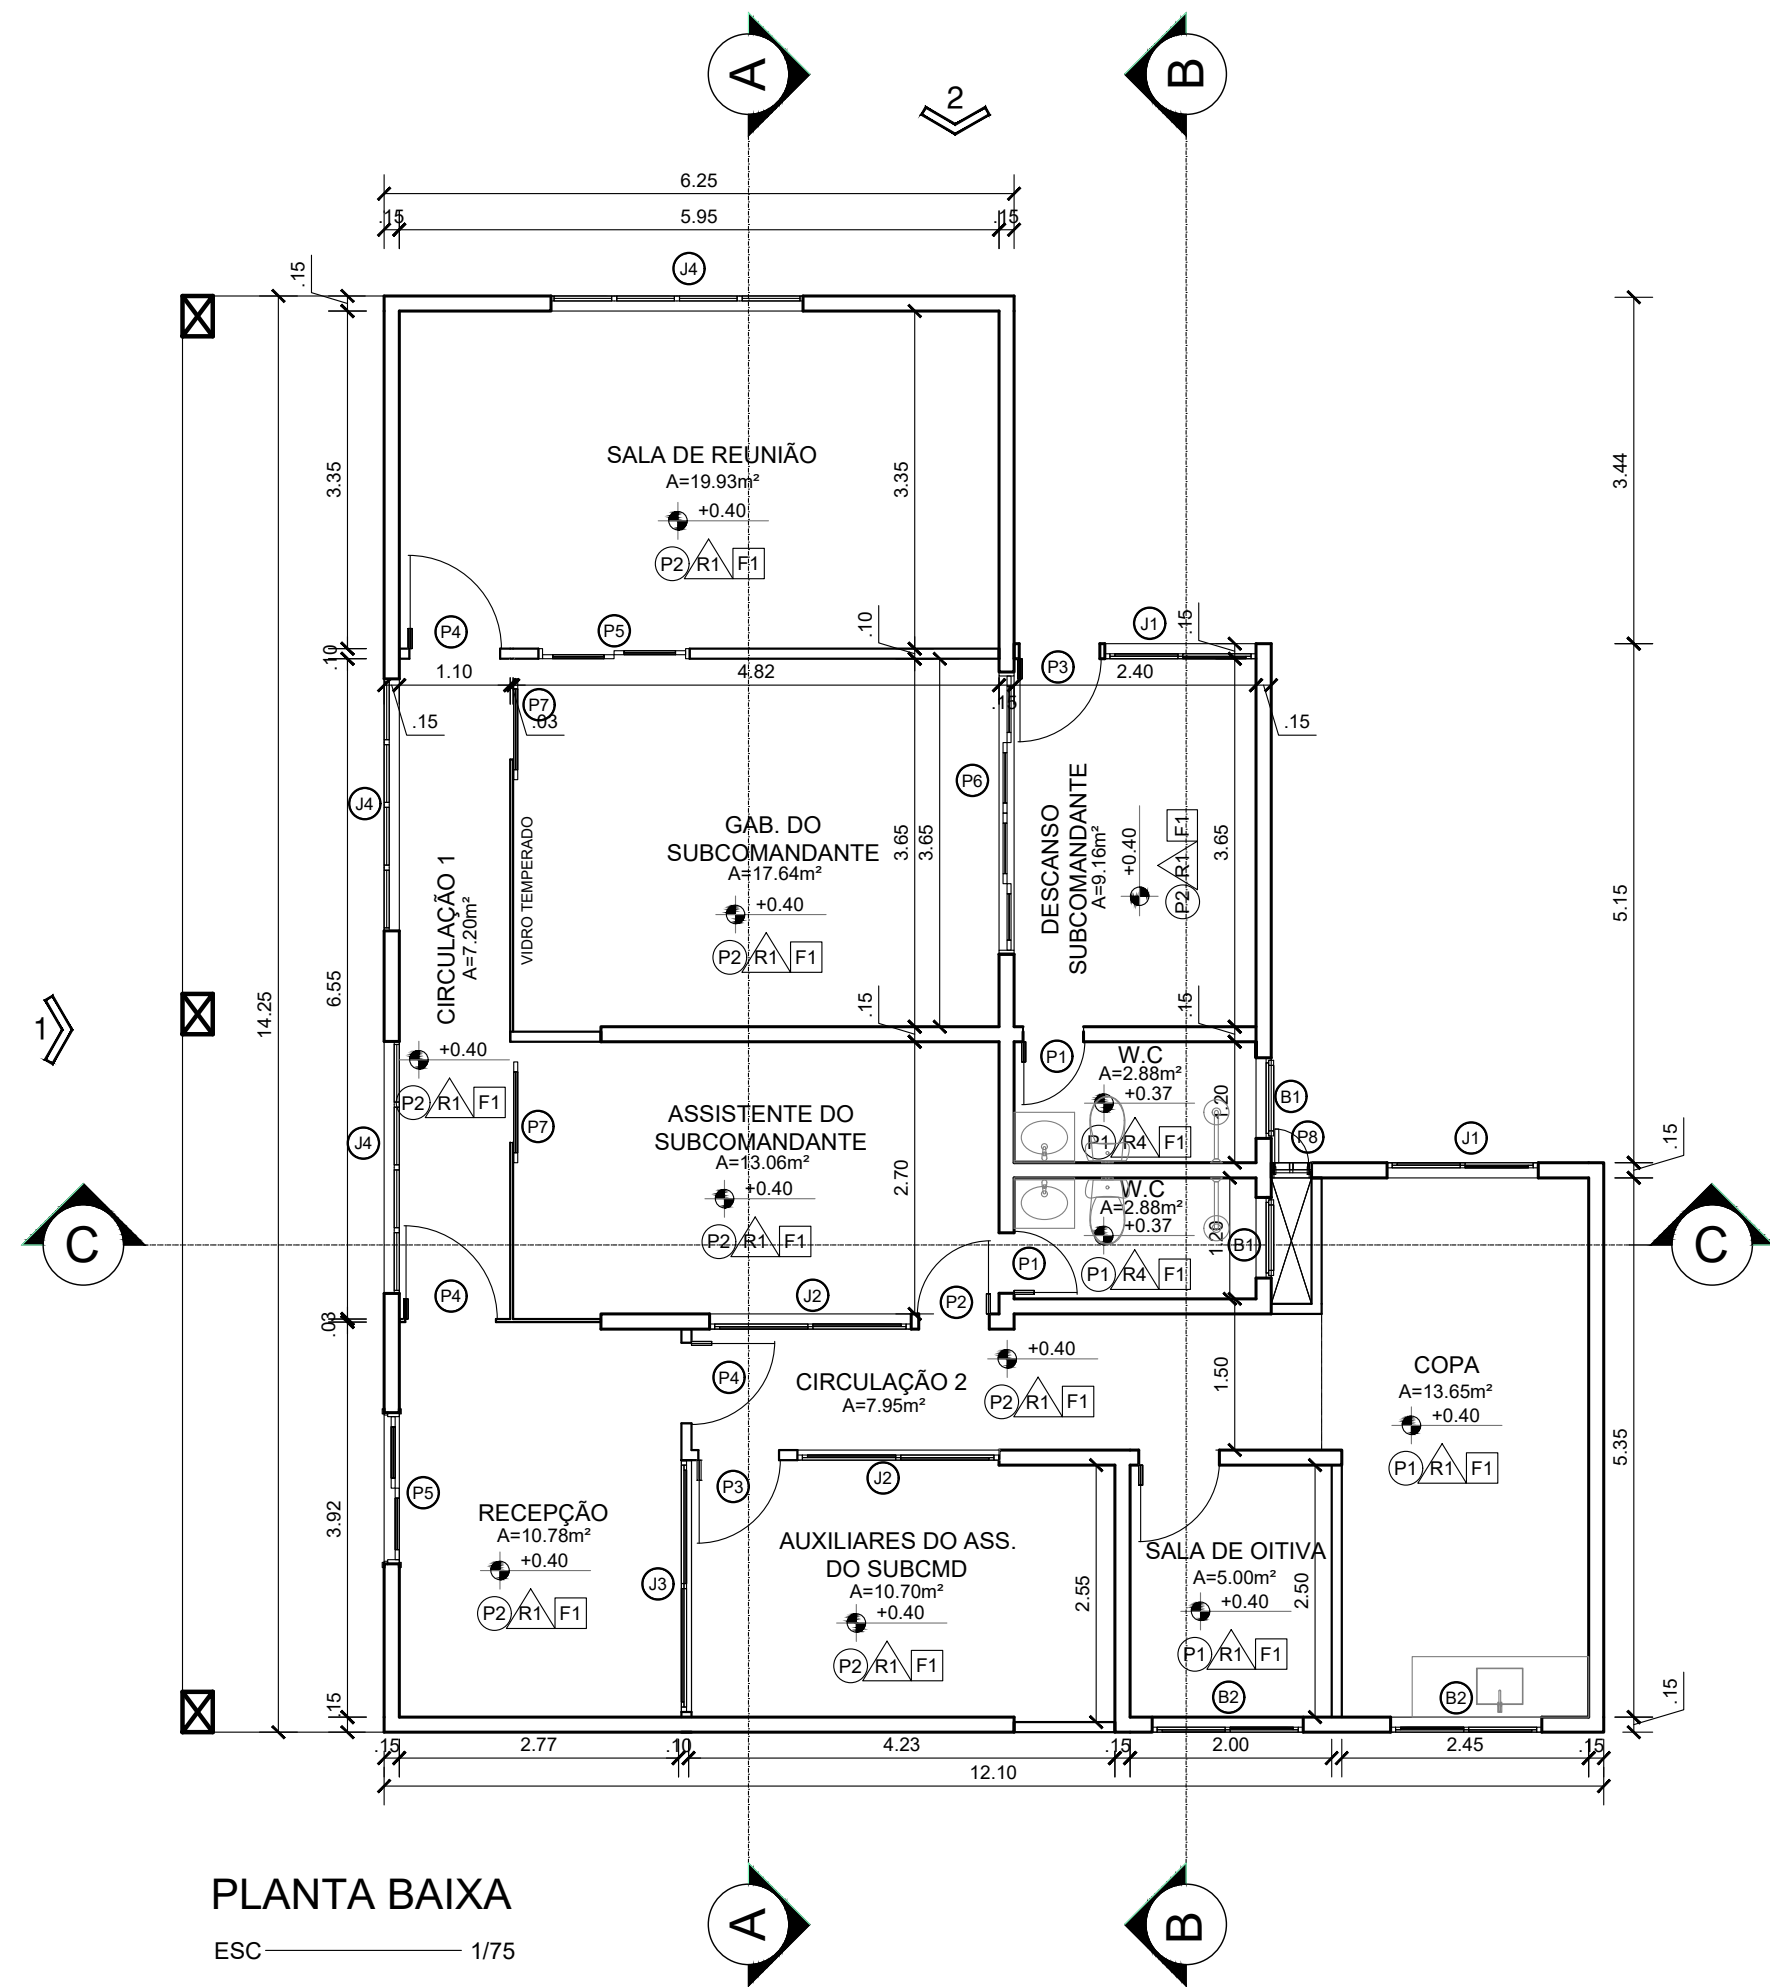 A
B
2
6.25
.15
5.95
.15
J4
.15
3.35
SALA DE REUNIÃO
A=19.93m²
+0.40
P2 R1 F1
3.35
3.44
P4
P5
.10
J1
.15
.10
1.10
4.82
P3
2.40
P7
.15
.03
.15
.15
J4
P6
VIDRO TEMPERADO
GAB. DO
SUBCOMANDANTE
A=17.64m²
+0.40
P2 R1 F1
3.65
3.65
DESCANSO
SUBCOMANDANTE
A=9.16m²
+0.40
P2 R1 F1
3.65
5.15
CIRCULAÇÃO 1
A=7.20m²
+0.40
P2 R1 F1
14.25
6.55
1
.15
.15
P1
W.C
A=2.88m²
+0.37
P1 R4 F1
1.20
B1
P8
J1
.15
J4
P7
ASSISTENTE DO
SUBCOMANDANTE
A=13.06m²
+0.40
P2 R1 F1
2.70
W.C
A=2.88m²
+0.37
P1 R4 F1
1.20
B1
P1
C
C
P4
J2
P2
.03
P4
CIRCULAÇÃO 2
A=7.95m²
+0.40
P2 R1 F1
1.50
COPA
A=13.65m²
+0.40
P1 R1 F1
5.35
P5
3.92
RECEPÇÃO
A=10.78m²
+0.40
P2 R1 F1
J3
P3
J2
AUXILIARES DO ASS.
DO SUBCMD
A=10.70m²
+0.40
P2 R1 F1
2.55
SALA DE OITIVA
A=5.00m²
+0.40
P1 R1 F1
2.50
B2
B2
.15
.15
.15
2.77
.10
4.23
.15
2.00
2.45
.15
12.10
A
B
PLANTA BAIXA
ESC 1/75